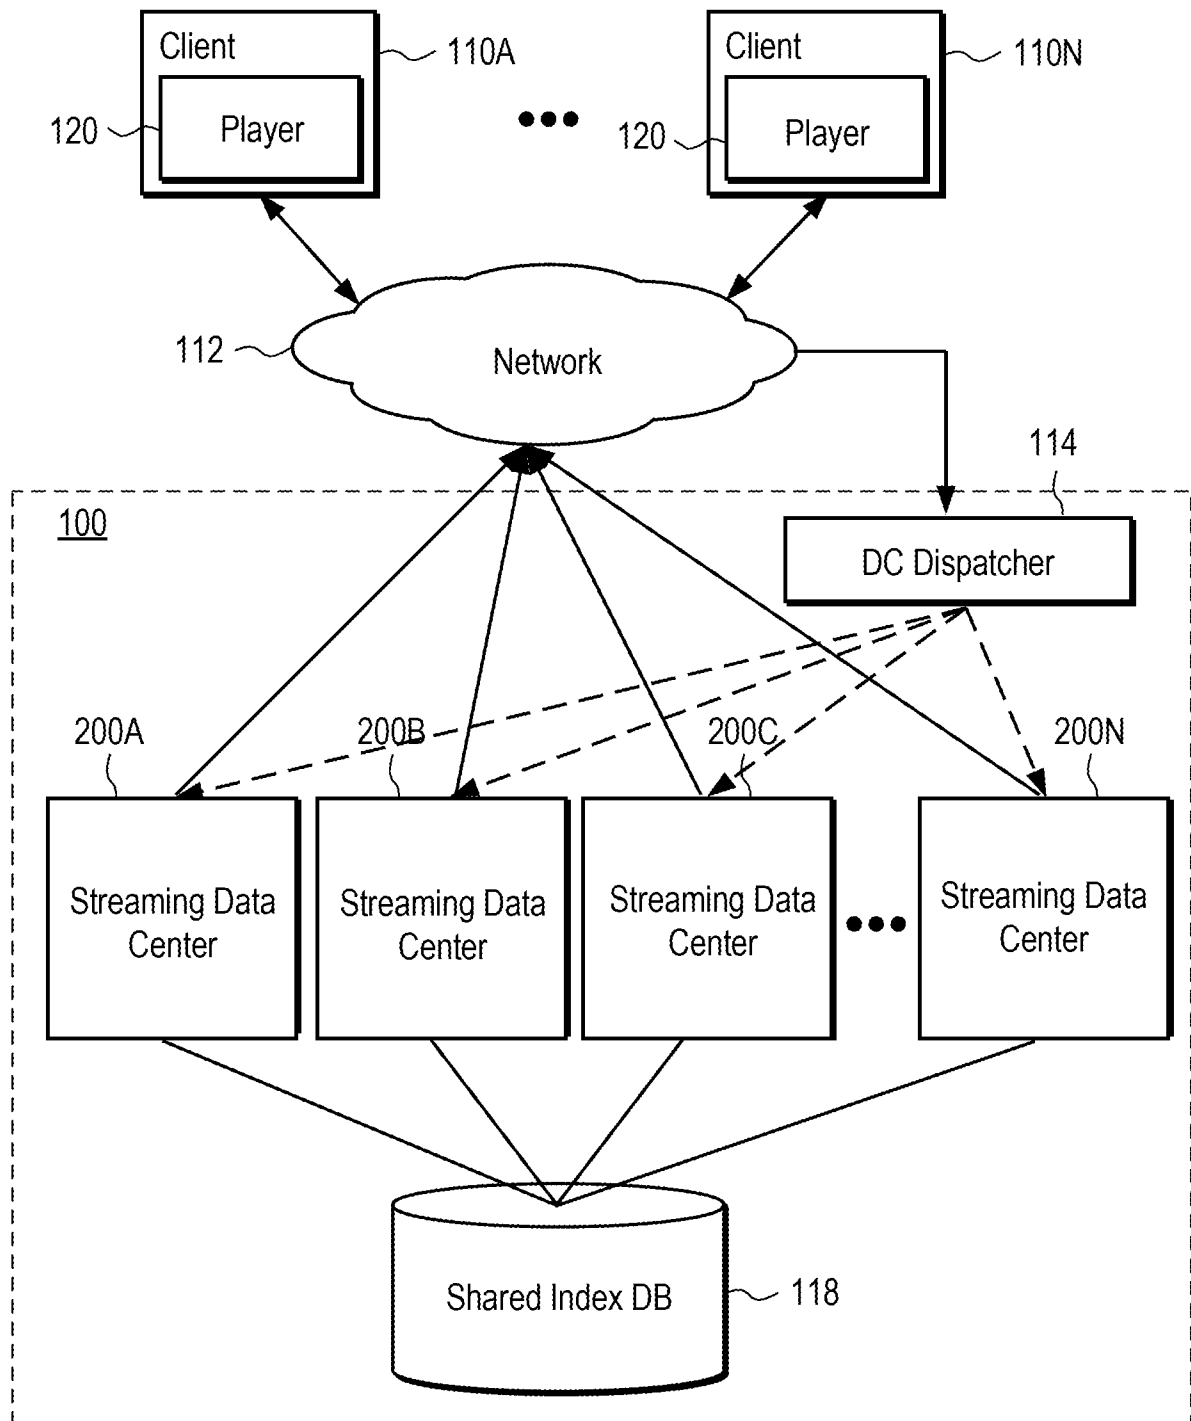 Client
110A
Client
110N
120
Player
120
Player
112
Network
114
100
DC Dispatcher
200A
200B
200C
200N
Streaming Data
Center
Streaming Data
Center
Streaming Data
Center
Streaming Data
Center
Shared Index DB
118